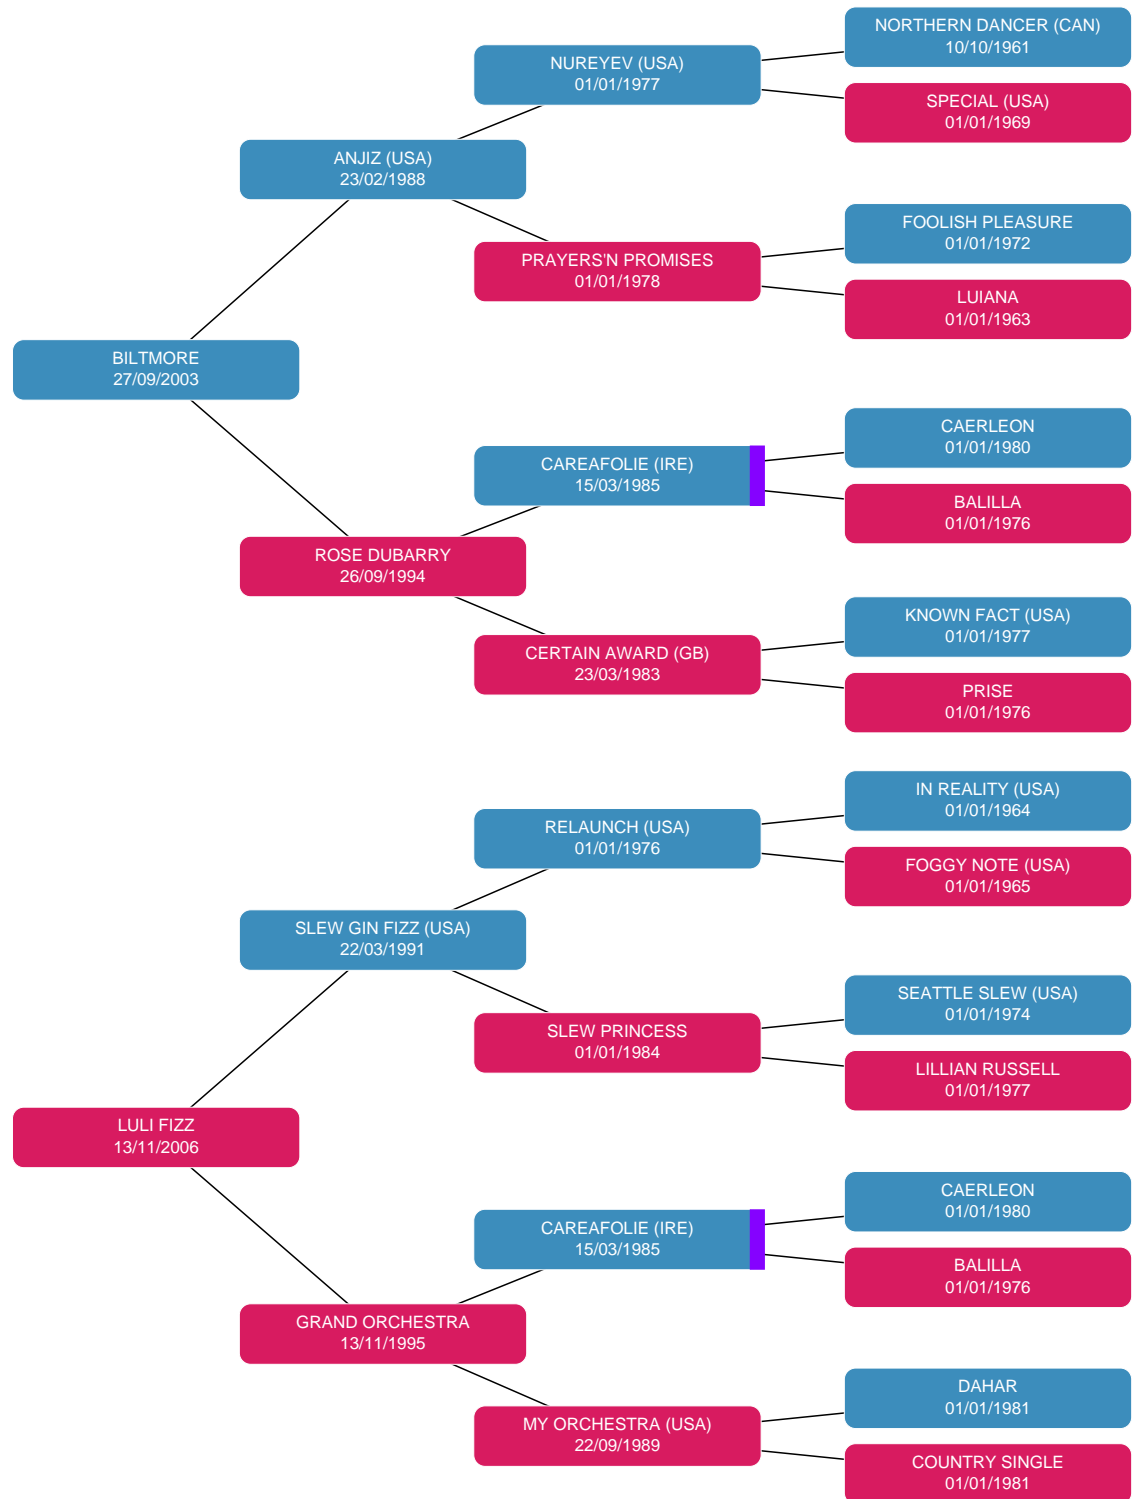 NORTHERN DANCER (CAN)
10/10/1961
NUREYEV (USA)
01/01/1977
SPECIAL (USA)
01/01/1969
ANJIZ (USA)
23/02/1988
FOOLISH PLEASURE
01/01/1972
PRAYERS'N PROMISES
01/01/1978
LUIANA
01/01/1963
BILTMORE
27/09/2003
CAERLEON
01/01/1980
CAREAFOLIE (IRE)
15/03/1985
BALILLA
01/01/1976
ROSE DUBARRY
26/09/1994
KNOWN FACT (USA)
01/01/1977
CERTAIN AWARD (GB)
23/03/1983
PRISE
01/01/1976
IN REALITY (USA)
01/01/1964
RELAUNCH (USA)
01/01/1976
FOGGY NOTE (USA)
01/01/1965
SLEW GIN FIZZ (USA)
22/03/1991
SEATTLE SLEW (USA)
01/01/1974
SLEW PRINCESS
01/01/1984
LILLIAN RUSSELL
01/01/1977
LULI FIZZ
13/11/2006
CAERLEON
01/01/1980
CAREAFOLIE (IRE)
15/03/1985
BALILLA
01/01/1976
GRAND ORCHESTRA
13/11/1995
DAHAR
01/01/1981
MY ORCHESTRA (USA)
22/09/1989
COUNTRY SINGLE
01/01/1981